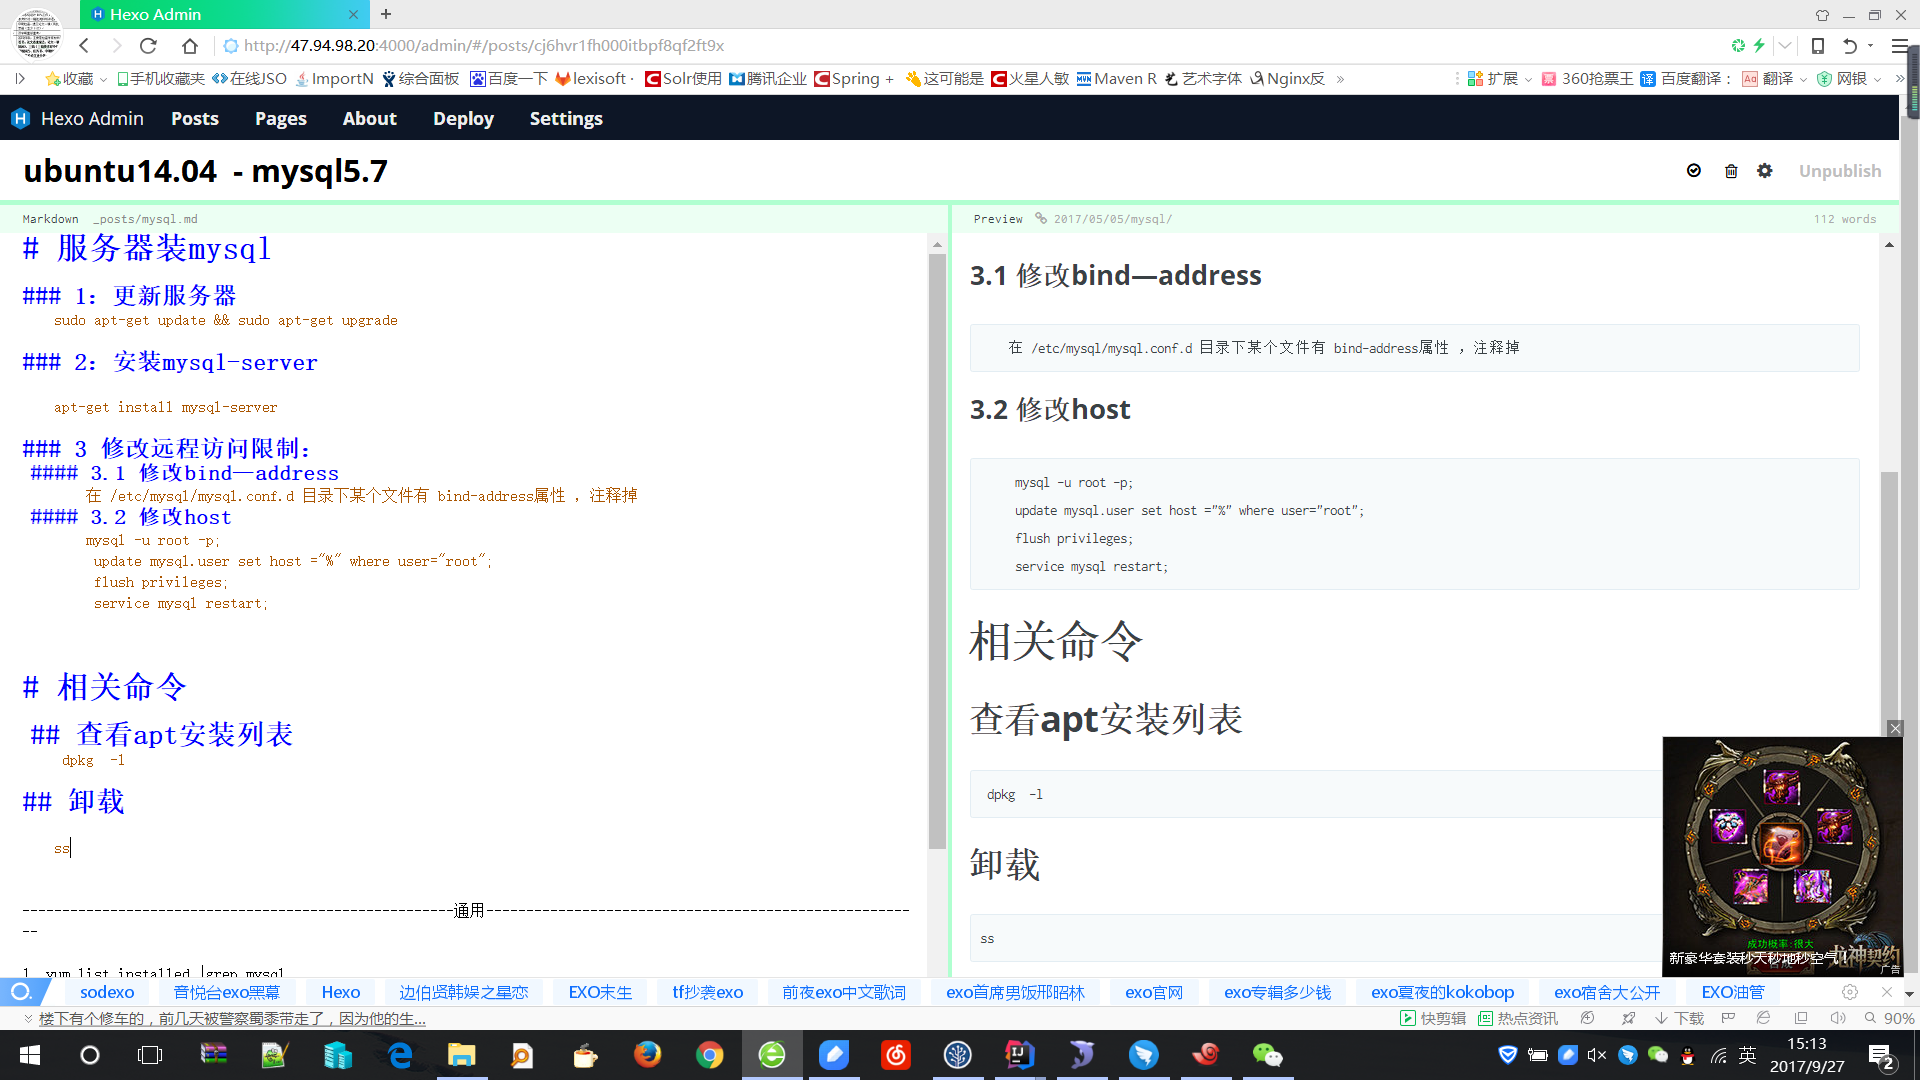 Hexo Admin
http://47.94.98.20:4000/admin/#/posts/cj6hvr1fh000itbpf8qf2ft9x
收藏 手机收藏夹 在线JSO ImportN 综合面板 百度一下 lexisoft · Solr使用 腾讯企业 Spring + 这可能是 火星人敏 Maven R 艺术字体 Nginx反 » 扩展 360抢票王 百度翻译： 翻译 网银 »
Hexo Admin Posts Pages About Deploy Settings
ubuntu14.04 - mysql5.7
Unpublish
Markdown _posts/mysql.md
# 服务器装mysql
### 1：更新服务器
sudo apt-get update && sudo apt-get upgrade
### 2：安装mysql-server
apt-get install mysql-server
### 3 修改远程访问限制：
#### 3.1 修改bind—address
在 /etc/mysql/mysql.conf.d 目录下某个文件有 bind-address属性 ，注释掉
#### 3.2 修改host
mysql -u root -p;
update mysql.user set host ="%" where user="root";
flush privileges;
service mysql restart;
# 相关命令
## 查看apt安装列表
dpkg -l
## 卸载
ss
------------------------------------------------------通用-----------------------------------------------------
--
1 yum list installed |grep mysql
Preview 2017/05/05/mysql/ 112 words
3.1 修改bind—address
在 /etc/mysql/mysql.conf.d 目录下某个文件有 bind-address属性 ，注释掉
3.2 修改host
mysql -u root -p;
update mysql.user set host ="%" where user="root";
flush privileges;
service mysql restart;
相关命令
查看apt安装列表
dpkg -l
卸载
ss
成功概率:很大
新豪华套装秒天秒地秒空气！
广告
sodexo 音悦台exo黑幕 Hexo 边伯贤韩娱之星恋 EXO末生 tf抄袭exo 前夜exo中文歌词 exo首席男饭邢昭林 exo官网 exo专辑多少钱 exo夏夜的kokobop exo宿舍大公开 EXO油管
楼下有个修车的，前几天被警察蜀黍带走了，因为他的生...
快剪辑 热点资讯 下载 90%
英
15:13
2017/9/27
2